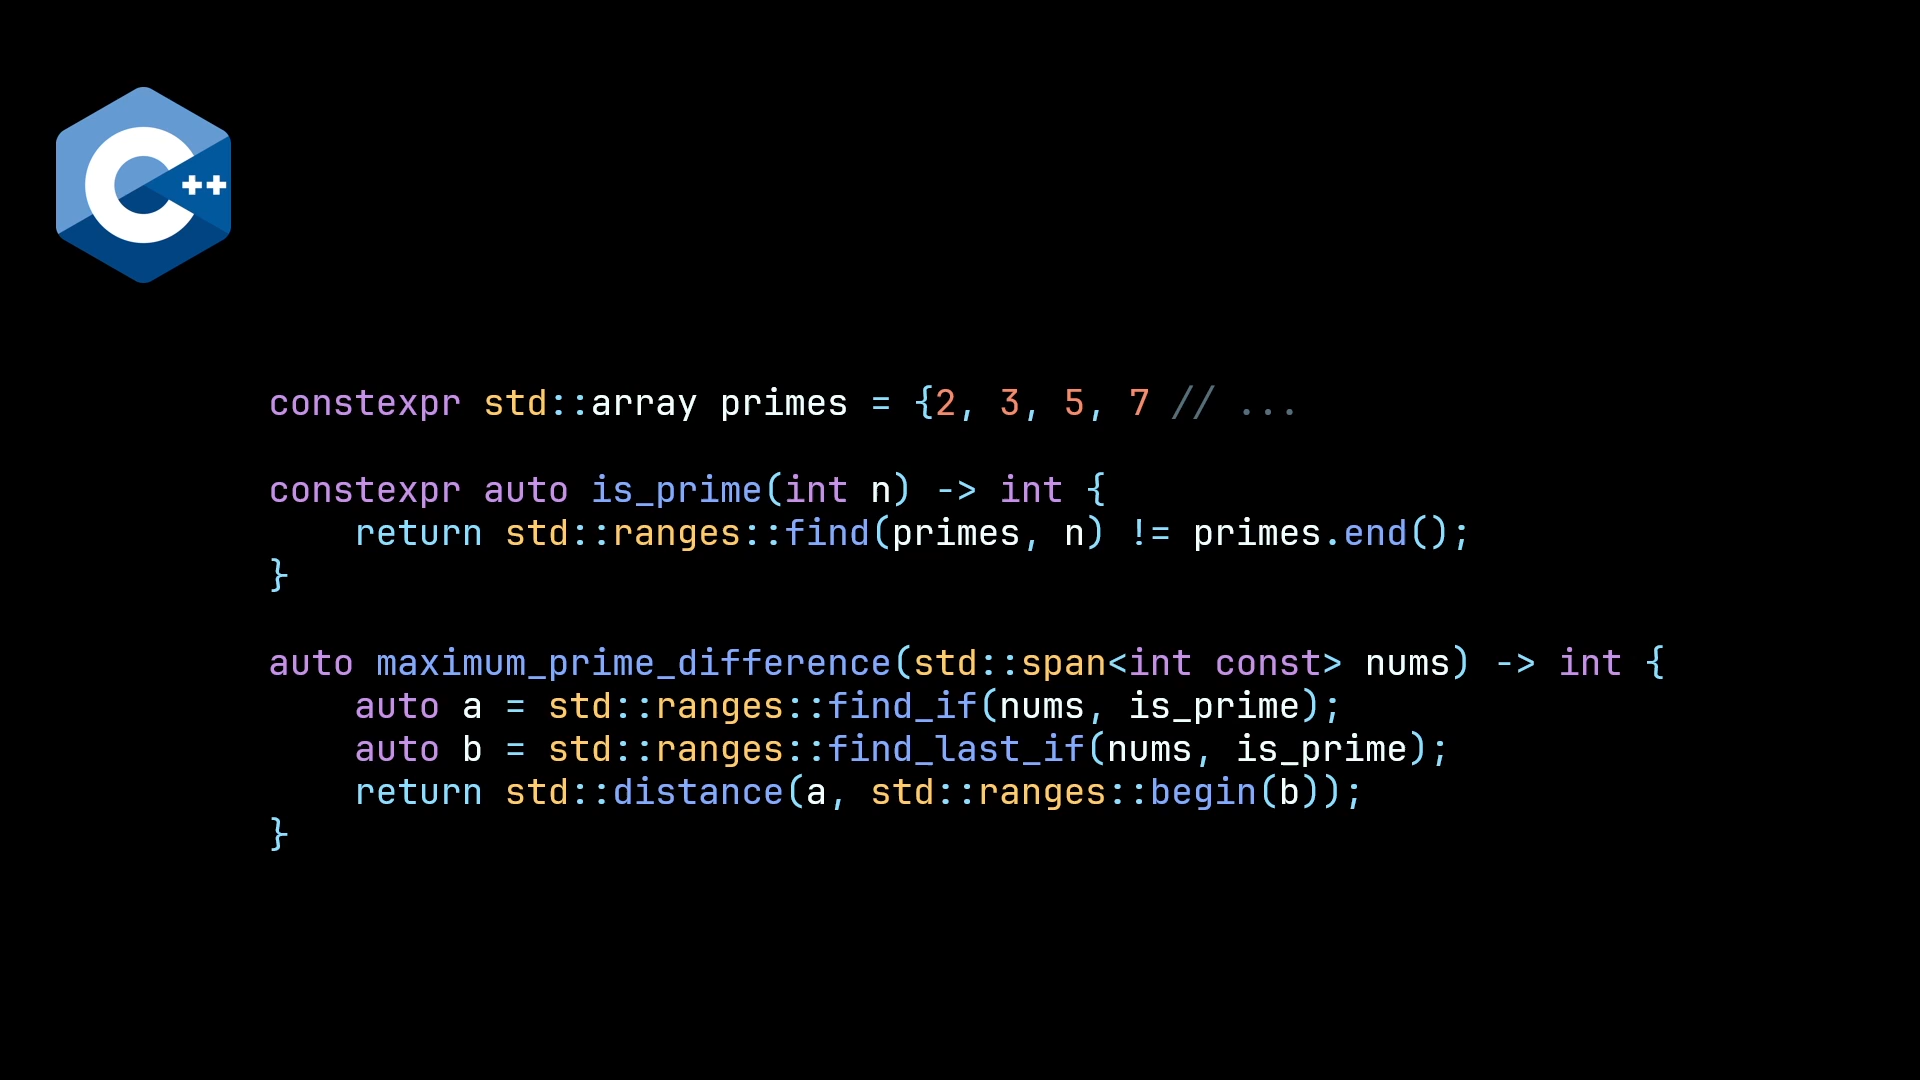 C++
constexpr std::array primes = {2, 3, 5, 7 // ...
constexpr auto is_prime(int n) -> int {
    return std::ranges::find(primes, n) != primes.end();
}
auto maximum_prime_difference(std::span<int const> nums) -> int {
    auto a = std::ranges::find_if(nums, is_prime);
    auto b = std::ranges::find_last_if(nums, is_prime);
    return std::distance(a, std::ranges::begin(b));
}